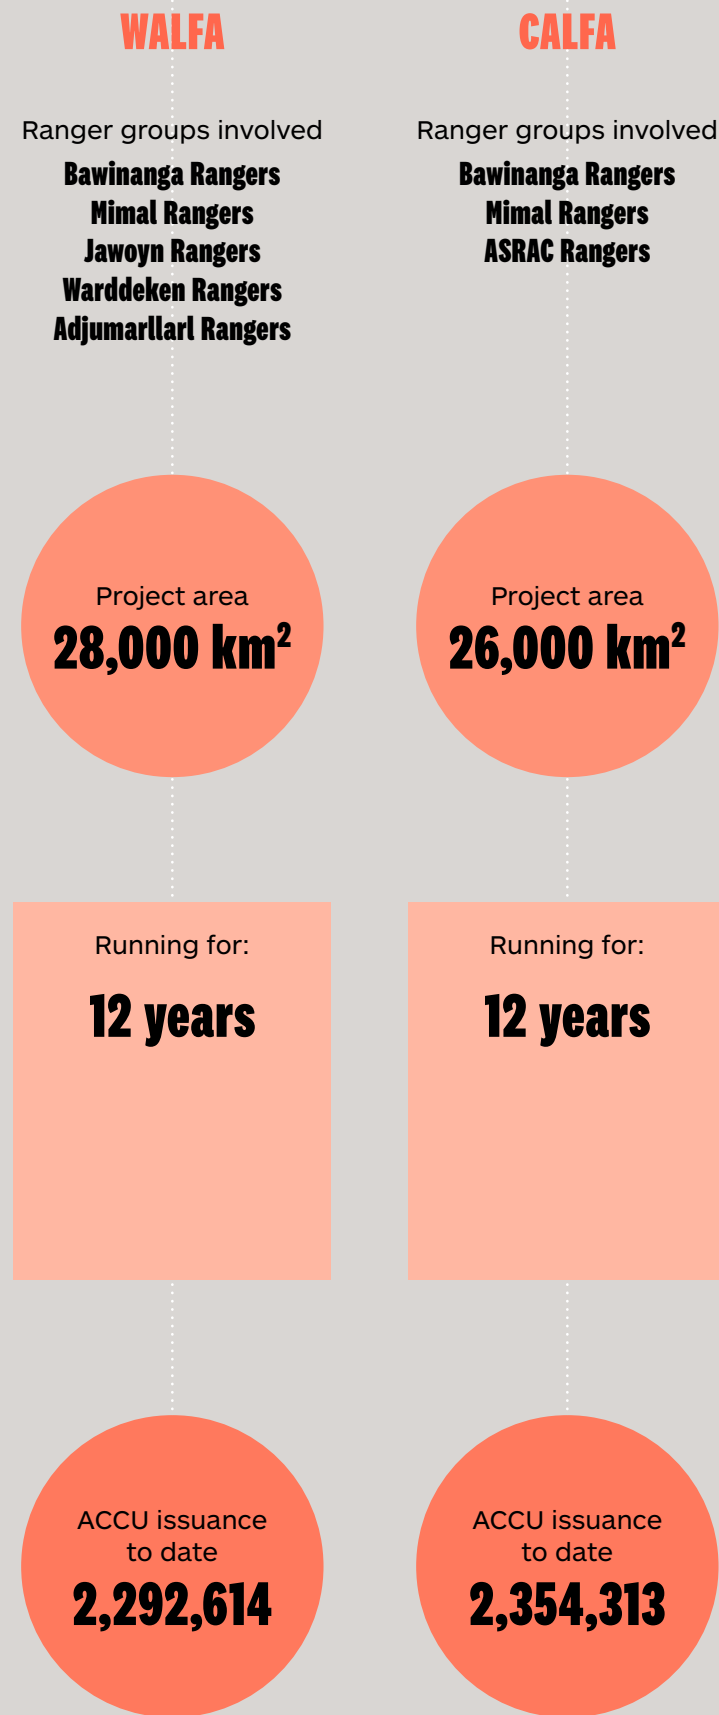 WALFA
Ranger groups involved
Bawinanga Rangers
Mimal Rangers
Jawoyn Rangers
Warddeken Rangers
Adjumarllarl Rangers
Project area
28,000 km²
Running for:
12 years
ACCU issuance
to date
2,292,614
CALFA
Ranger groups involved
Bawinanga Rangers
Mimal Rangers
ASRAC Rangers
Project area
26,000 km²
Running for:
12 years
ACCU issuance
to date
2,354,313